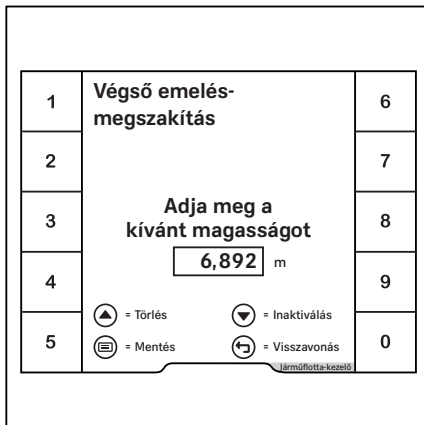 Végső emelés-
megszakítás
1
2
3
4
5
6
7
8
9
0
Adja meg a
kívánt magasságot
6,892 m
= Törlés
= Inaktiválás
= Mentés
= Visszavonás
Járműflotta-kezelő